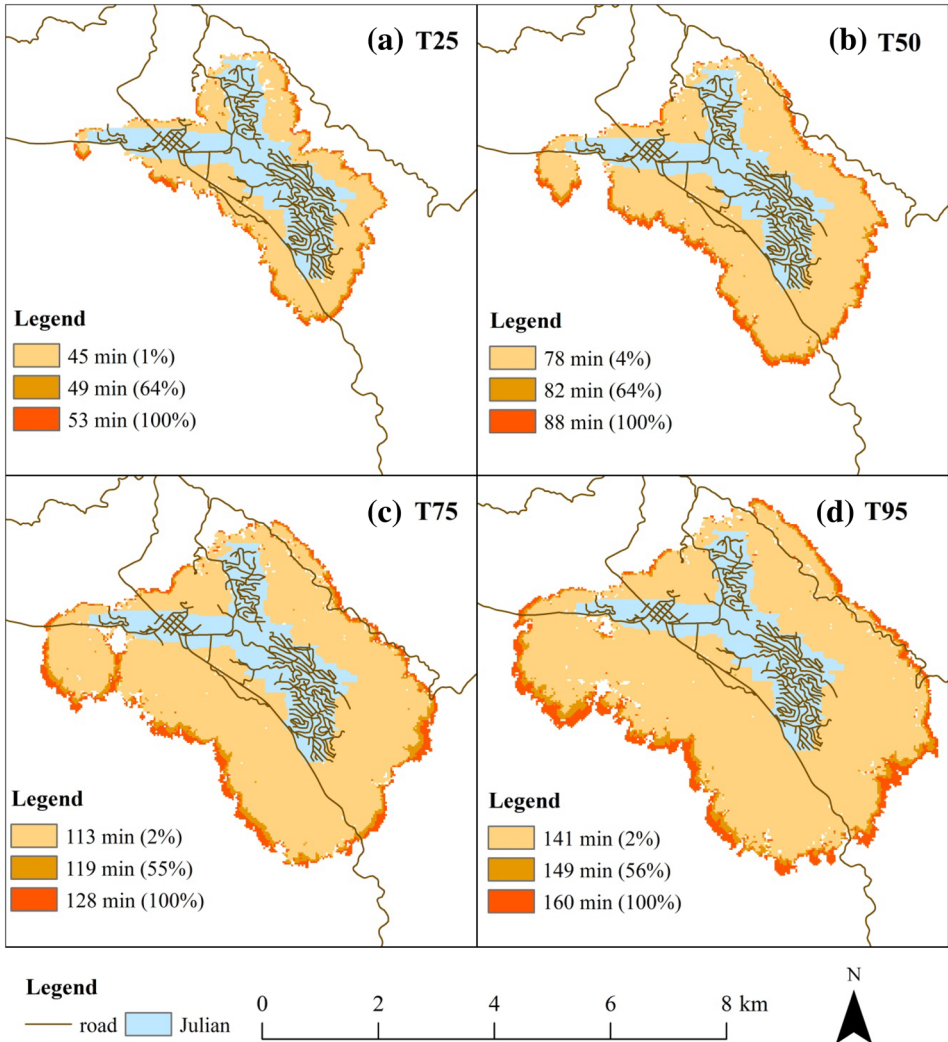 (a) T25
Legend
45 min (1%)
49 min (64%)
53 min (100%)
(b) T50
Legend
78 min (4%)
82 min (64%)
88 min (100%)
(c) T75
Legend
113 min (2%)
119 min (55%)
128 min (100%)
(d) T95
Legend
141 min (2%)
149 min (56%)
160 min (100%)
Legend
road Julian
0 2 4 6 8 km
N